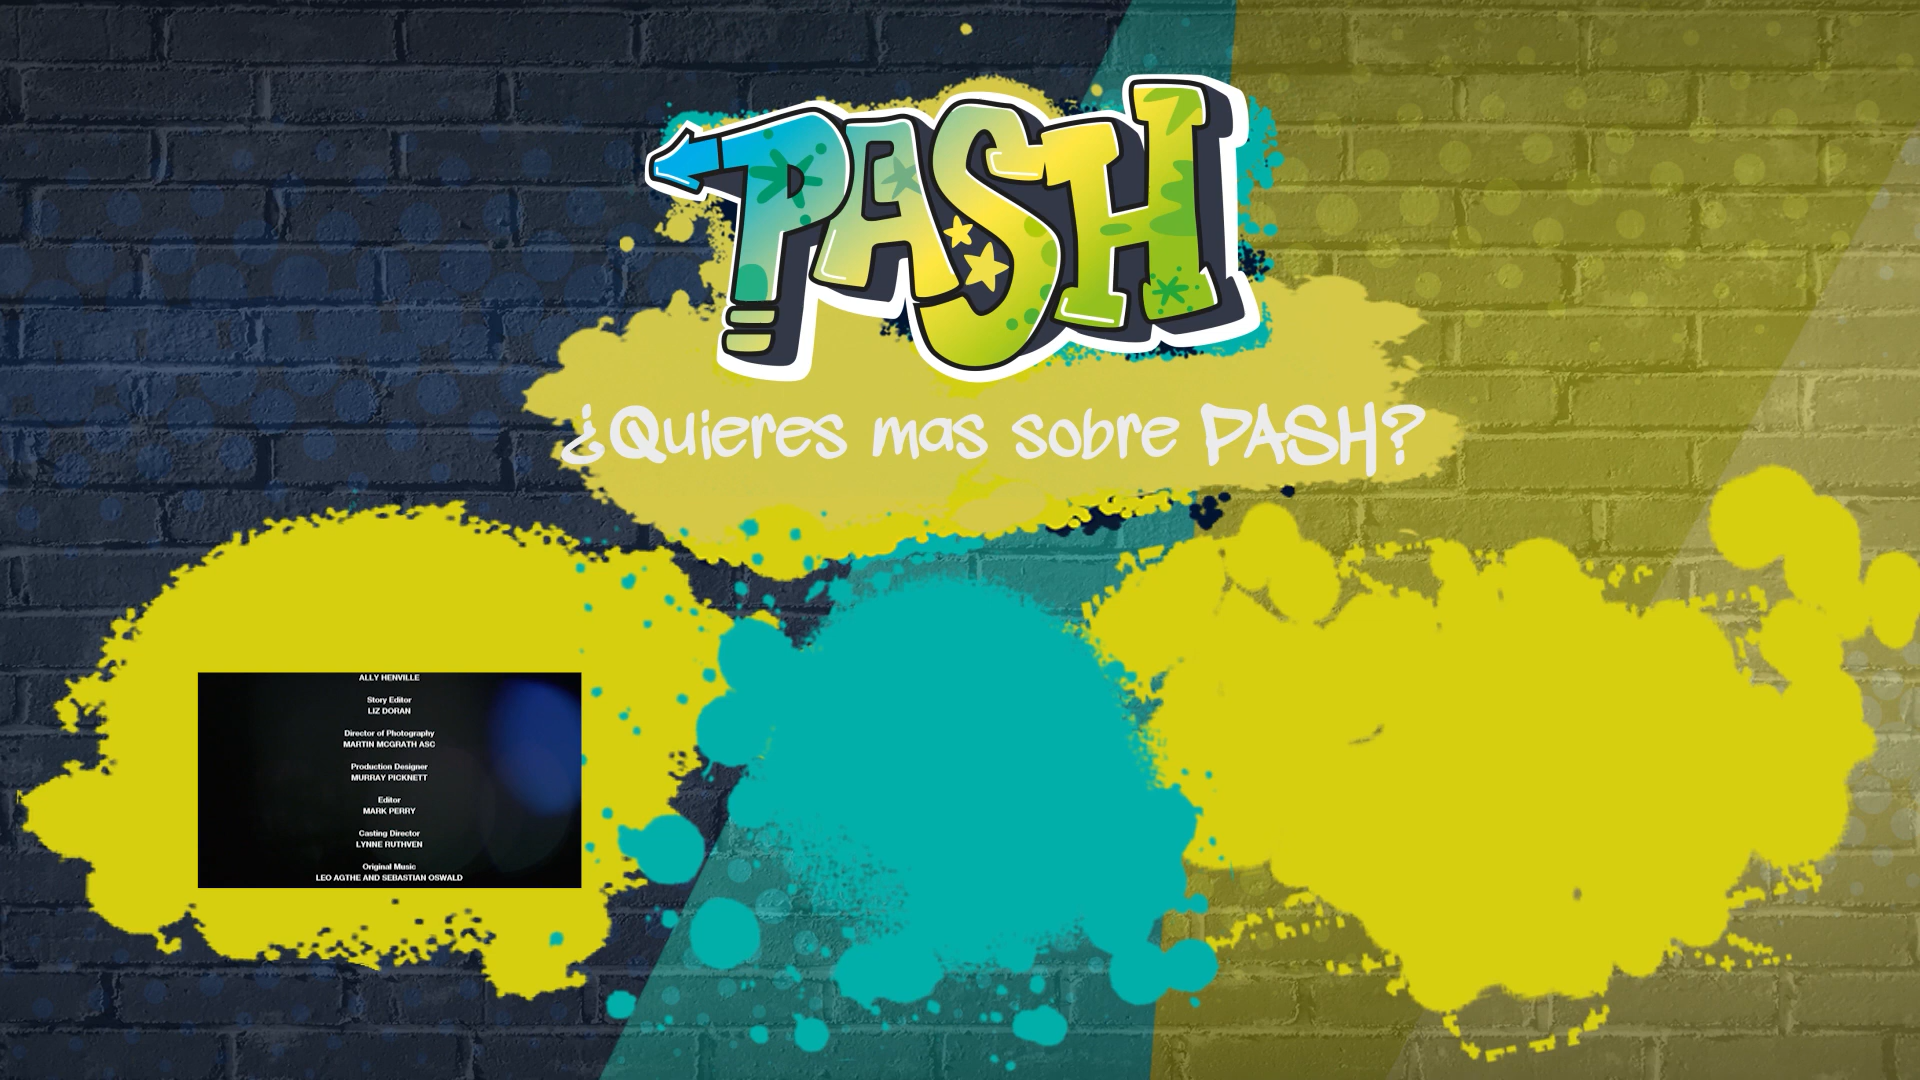 PASH
¿Quieres mas sobre PASH?
ALLY HENVILLE
Story Editor
LIZ DORAN
Director of Photography
MARTIN MCGRATH ASC
Production Designer
MURRAY PICKNETT
Editor
MARK PERRY
Casting Director
LYNNE RUTHVEN
Original Music
LEO AGTHE AND SEBASTIAN OSWALD